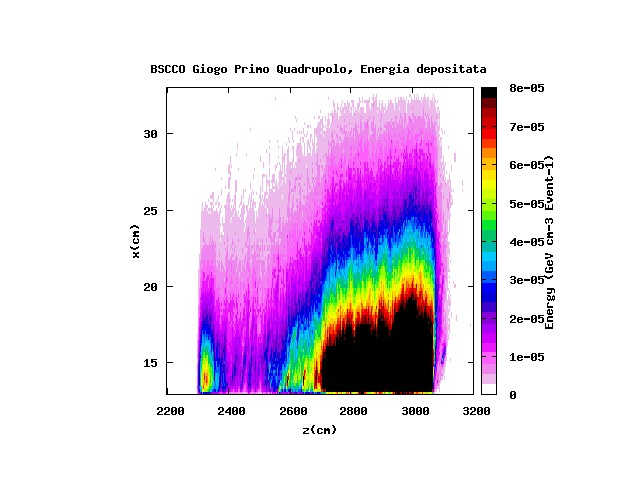 BSCCO Giogo Primo Quadrupolo, Energia depositata
x(cm)
30
25
20
15
2200 2400 2600 2800 3000 3200
z(cm)
8e-05
7e-05
6e-05
5e-05
4e-05
3e-05
2e-05
1e-05
0
Energy (GeV cm-3 Event-1)